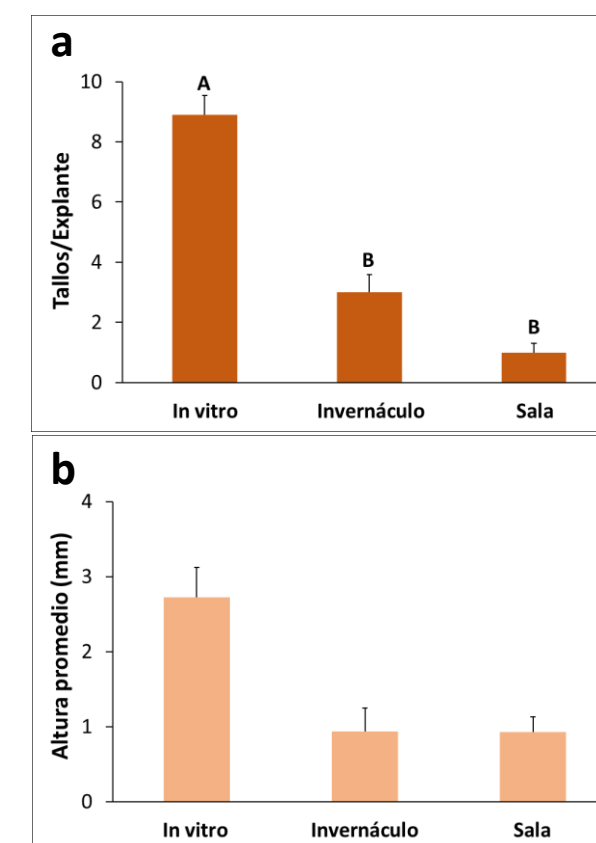 a
Tallos/Explante
10
8
6
4
2
0
A
B
B
In vitro Invernáculo Sala
b
Altura promedio (mm)
4
3
2
1
0
In vitro Invernáculo Sala